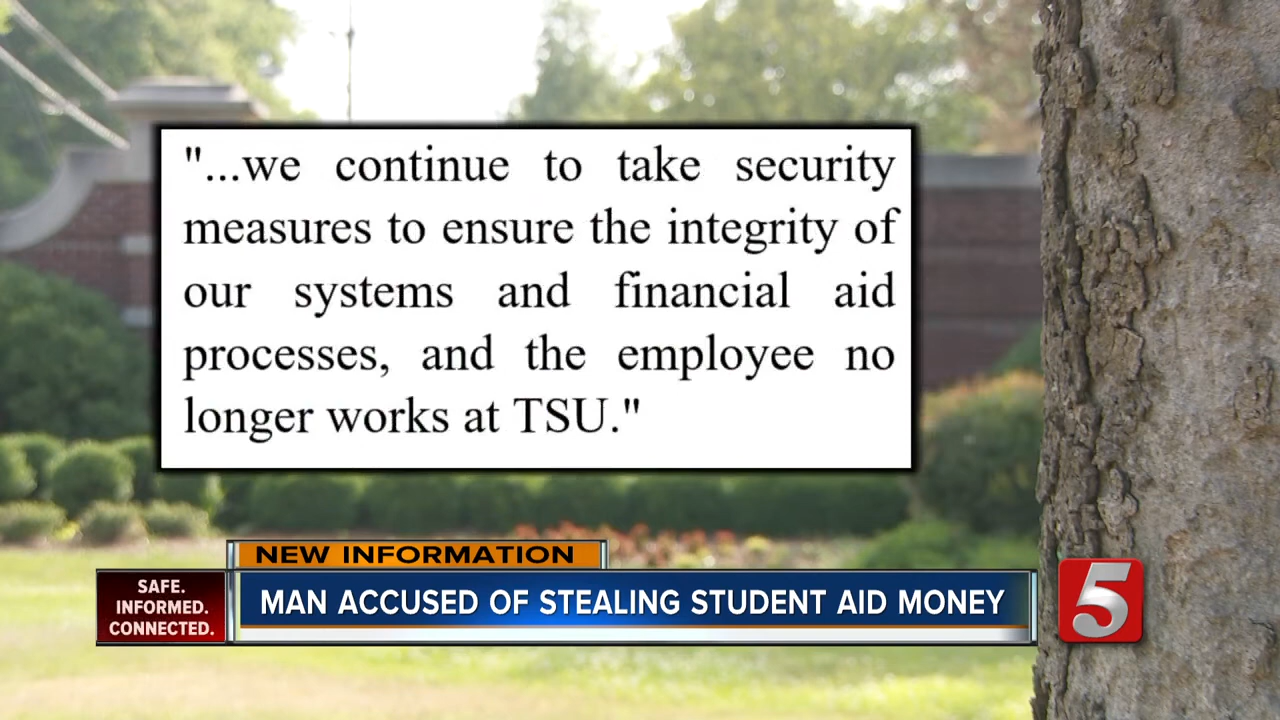 "...we continue to take security
measures to ensure the integrity of
our systems and financial aid
processes, and the employee no
longer works at TSU."
NEW INFORMATION
SAFE.
INFORMED.
CONNECTED.
MAN ACCUSED OF STEALING STUDENT AID MONEY
5